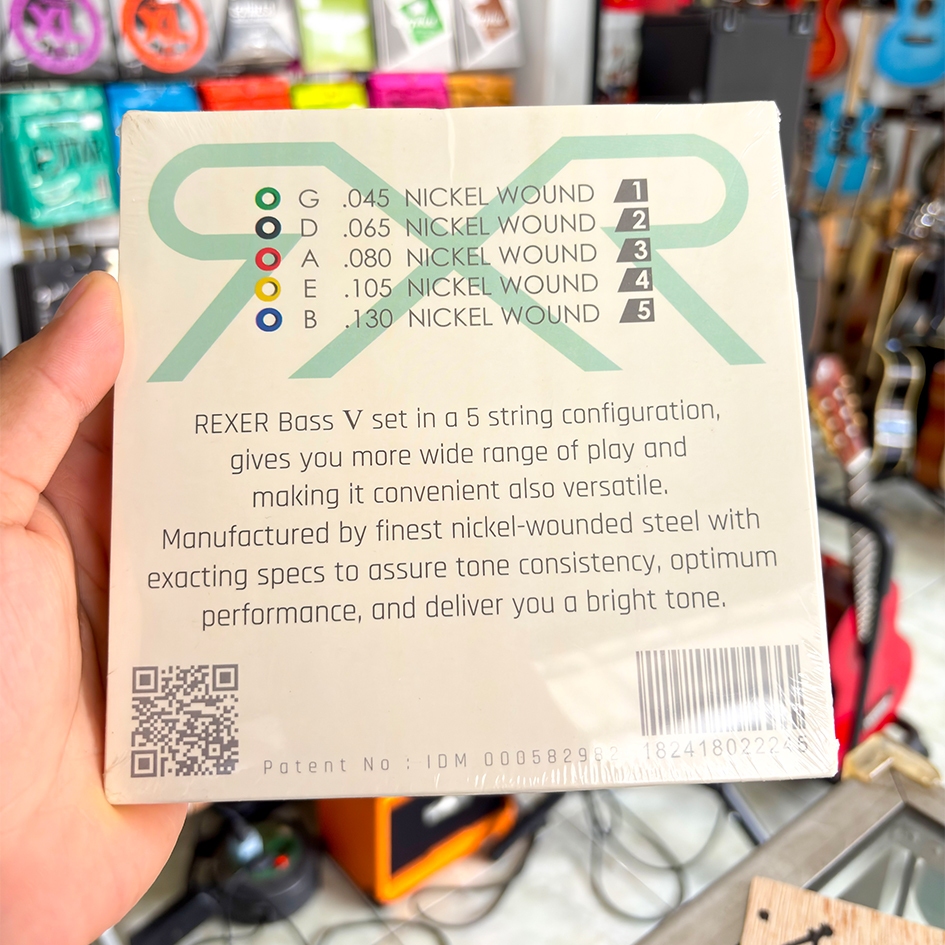 XL
XL
G .045 NICKEL WOUND 1
D .065 NICKEL WOUND 2
A .080 NICKEL WOUND 3
E .105 NICKEL WOUND 4
B .130 NICKEL WOUND 5
REXER Bass V set in a 5 string configuration,
gives you more wide range of play and
making it convenient also versatile.
Manufactured by finest nickel-wounded steel with
exacting specs to assure tone consistency, optimum
performance, and deliver you a bright tone.
Patent No : IDM 000582982
182418022245